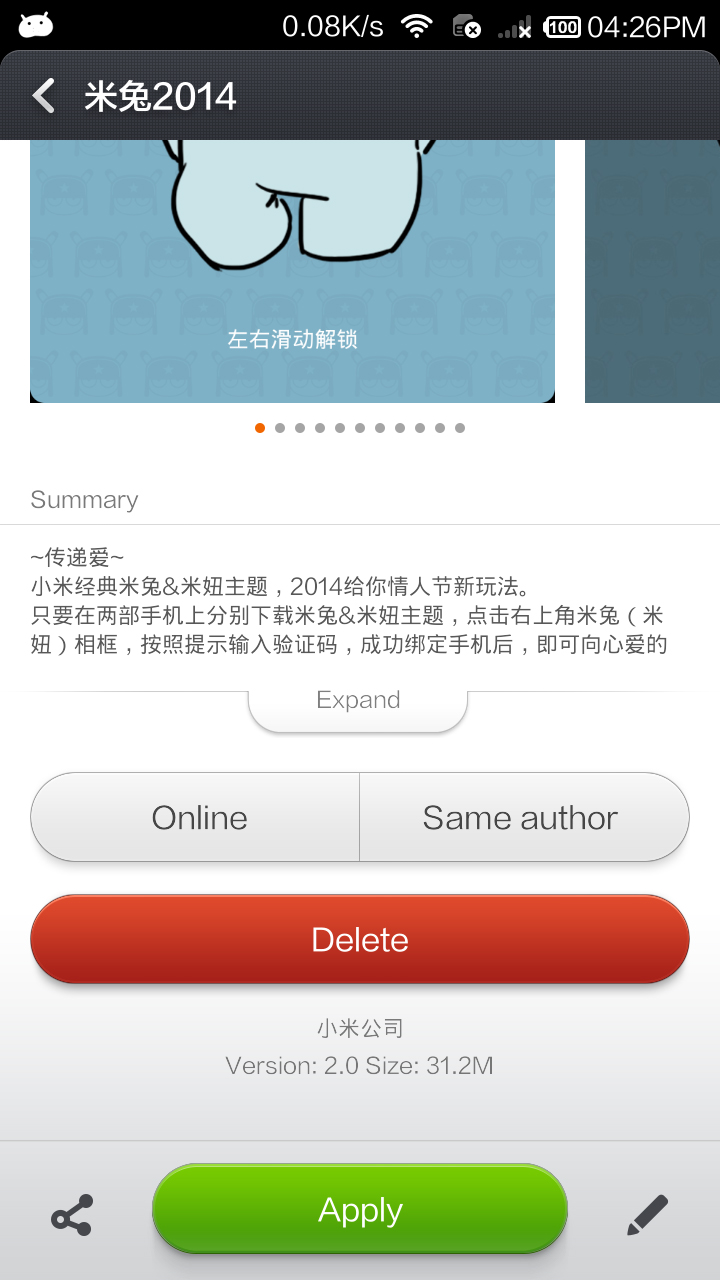 0.08K/s 100 04:26PM
米兔2014
左右滑动解锁
Summary
~传递爱~
小米经典米兔&米妞主题，2014给你情人节新玩法。
只要在两部手机上分别下载米兔&米妞主题，点击右上角米兔（米
妞）相框，按照提示输入验证码，成功绑定手机后，即可向心爱的
Expand
Online
Same author
Delete
小米公司
Version: 2.0 Size: 31.2M
Apply